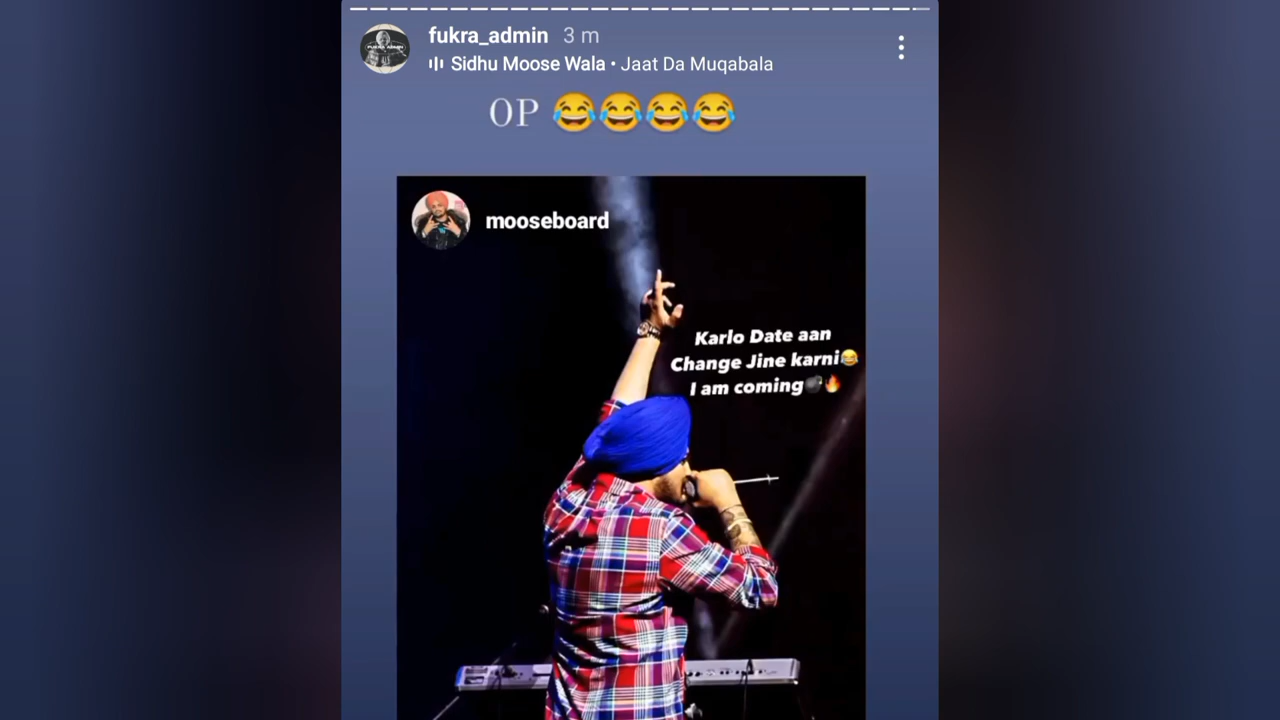 fukra_admin 3 m
Sidhu Moose Wala • Jaat Da Muqabala
OP 😂😂😂😂
mooseboard
Karlo Date aan
Change Jine karni😂
I am coming💣🔥